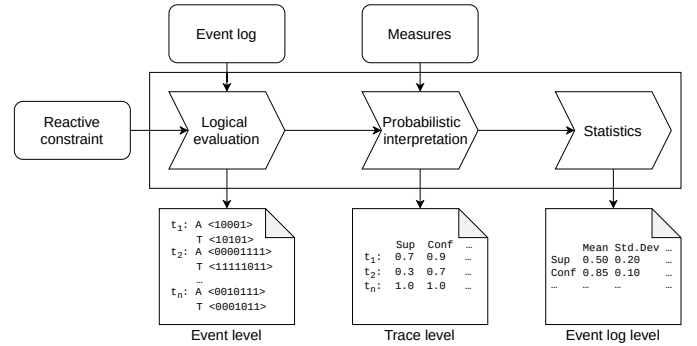 Event log
Measures
Reactive
constraint
Logical
evaluation
Probabilistic
interpretation
Statistics
t1: A <10001>
T <10101>
t2: A <00001111>
T <11111011>
…
tn: A <0010111>
T <0001011>
Event level
Sup Conf …
t1: 0.7 0.9 …
t2: 0.3 0.7 …
tn: 1.0 1.0 …
Trace level
Mean Std.Dev …
Sup 0.50 0.20 …
Conf 0.85 0.10 …
… … … …
Event log level